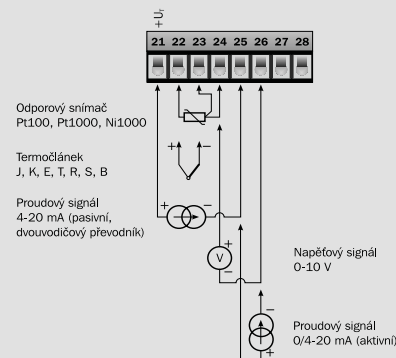 +Uт
21 22 23 24 25 26 27 28
Odporový snímač
Pt100, Pt1000, Ni1000
Termočlánek
J, K, E, T, R, S, B
+ −
Proudový signál
4-20 mA (pasivní,
dvouvodičový převodník)
+ −
+
V
−
Napěťový signál
0-10 V
−
Proudový signál
0/4-20 mA (aktivní)
+